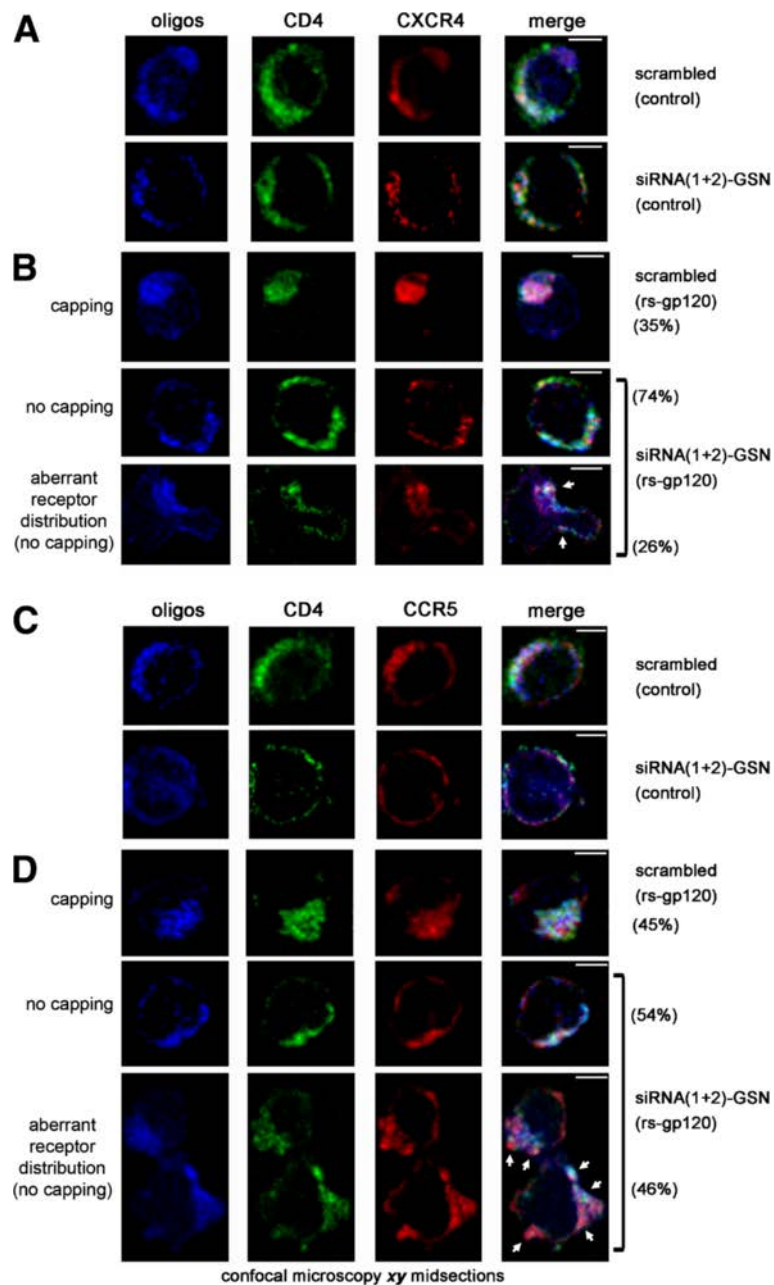 A
oligos CD4 CXCR4 merge
scrambled
(control)
siRNA(1+2)-GSN
(control)
B
capping
scrambled
(rs-gp120)
(35%)
no capping
(74%)
siRNA(1+2)-GSN
(rs-gp120)
aberrant
receptor
distribution
(no capping)
(26%)
C
oligos CD4 CCR5 merge
scrambled
(control)
siRNA(1+2)-GSN
(control)
D
capping
scrambled
(rs-gp120)
(45%)
no capping
(54%)
siRNA(1+2)-GSN
(rs-gp120)
aberrant
receptor
distribution
(no capping)
(46%)
confocal microscopy xy midsections